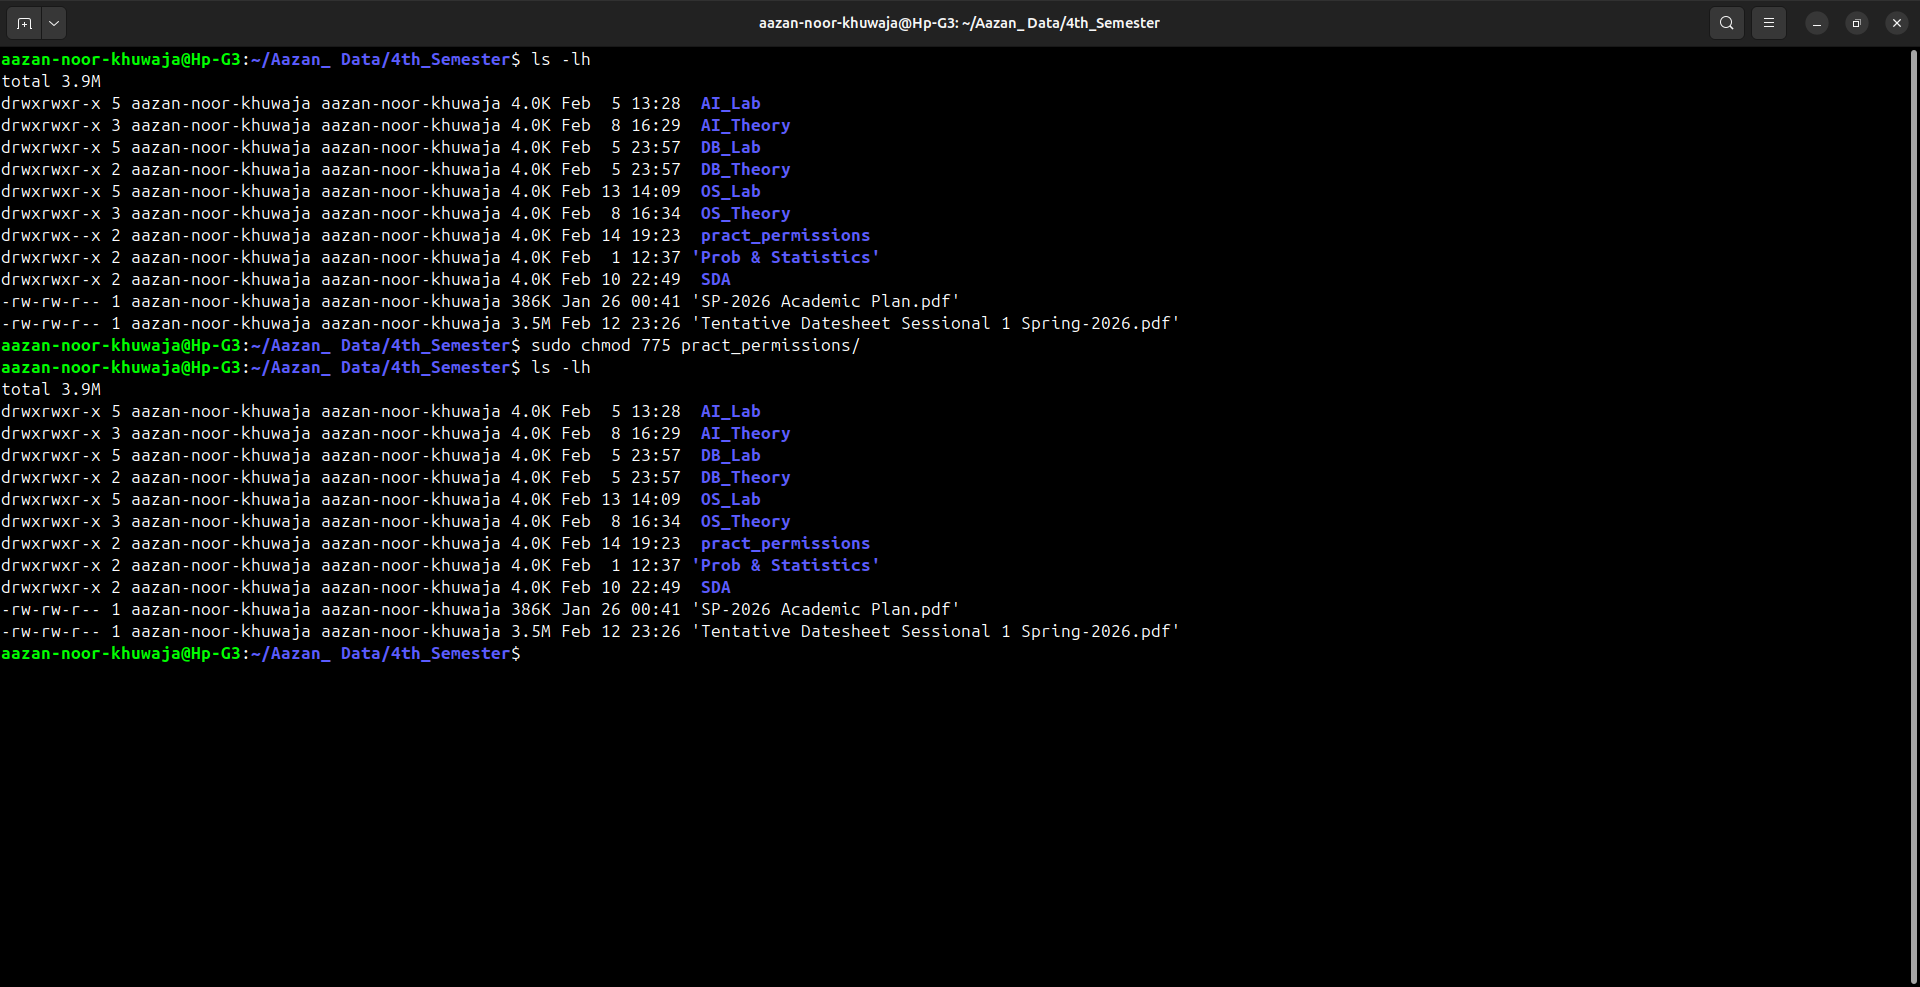 aazan-noor-khuwaja@Hp-G3: ~/Aazan_ Data/4th_Semester
aazan-noor-khuwaja@Hp-G3:~/Aazan_ Data/4th_Semester$ ls -lh
total 3.9M
drwxrwxr-x 5 aazan-noor-khuwaja aazan-noor-khuwaja 4.0K Feb  5 13:28  AI_Lab
drwxrwxr-x 3 aazan-noor-khuwaja aazan-noor-khuwaja 4.0K Feb  8 16:29  AI_Theory
drwxrwxr-x 5 aazan-noor-khuwaja aazan-noor-khuwaja 4.0K Feb  5 23:57  DB_Lab
drwxrwxr-x 2 aazan-noor-khuwaja aazan-noor-khuwaja 4.0K Feb  5 23:57  DB_Theory
drwxrwxr-x 5 aazan-noor-khuwaja aazan-noor-khuwaja 4.0K Feb 13 14:09  OS_Lab
drwxrwxr-x 3 aazan-noor-khuwaja aazan-noor-khuwaja 4.0K Feb  8 16:34  OS_Theory
drwxrwx--x 2 aazan-noor-khuwaja aazan-noor-khuwaja 4.0K Feb 14 19:23  pract_permissions
drwxrwxr-x 2 aazan-noor-khuwaja aazan-noor-khuwaja 4.0K Feb  1 12:37 'Prob & Statistics'
drwxrwxr-x 2 aazan-noor-khuwaja aazan-noor-khuwaja 4.0K Feb 10 22:49  SDA
-rw-rw-r-- 1 aazan-noor-khuwaja aazan-noor-khuwaja 386K Jan 26 00:41 'SP-2026 Academic Plan.pdf'
-rw-rw-r-- 1 aazan-noor-khuwaja aazan-noor-khuwaja 3.5M Feb 12 23:26 'Tentative Datesheet Sessional 1 Spring-2026.pdf'
aazan-noor-khuwaja@Hp-G3:~/Aazan_ Data/4th_Semester$ sudo chmod 775 pract_permissions/
aazan-noor-khuwaja@Hp-G3:~/Aazan_ Data/4th_Semester$ ls -lh
total 3.9M
drwxrwxr-x 5 aazan-noor-khuwaja aazan-noor-khuwaja 4.0K Feb  5 13:28  AI_Lab
drwxrwxr-x 3 aazan-noor-khuwaja aazan-noor-khuwaja 4.0K Feb  8 16:29  AI_Theory
drwxrwxr-x 5 aazan-noor-khuwaja aazan-noor-khuwaja 4.0K Feb  5 23:57  DB_Lab
drwxrwxr-x 2 aazan-noor-khuwaja aazan-noor-khuwaja 4.0K Feb  5 23:57  DB_Theory
drwxrwxr-x 5 aazan-noor-khuwaja aazan-noor-khuwaja 4.0K Feb 13 14:09  OS_Lab
drwxrwxr-x 3 aazan-noor-khuwaja aazan-noor-khuwaja 4.0K Feb  8 16:34  OS_Theory
drwxrwxr-x 2 aazan-noor-khuwaja aazan-noor-khuwaja 4.0K Feb 14 19:23  pract_permissions
drwxrwxr-x 2 aazan-noor-khuwaja aazan-noor-khuwaja 4.0K Feb  1 12:37 'Prob & Statistics'
drwxrwxr-x 2 aazan-noor-khuwaja aazan-noor-khuwaja 4.0K Feb 10 22:49  SDA
-rw-rw-r-- 1 aazan-noor-khuwaja aazan-noor-khuwaja 386K Jan 26 00:41 'SP-2026 Academic Plan.pdf'
-rw-rw-r-- 1 aazan-noor-khuwaja aazan-noor-khuwaja 3.5M Feb 12 23:26 'Tentative Datesheet Sessional 1 Spring-2026.pdf'
aazan-noor-khuwaja@Hp-G3:~/Aazan_ Data/4th_Semester$